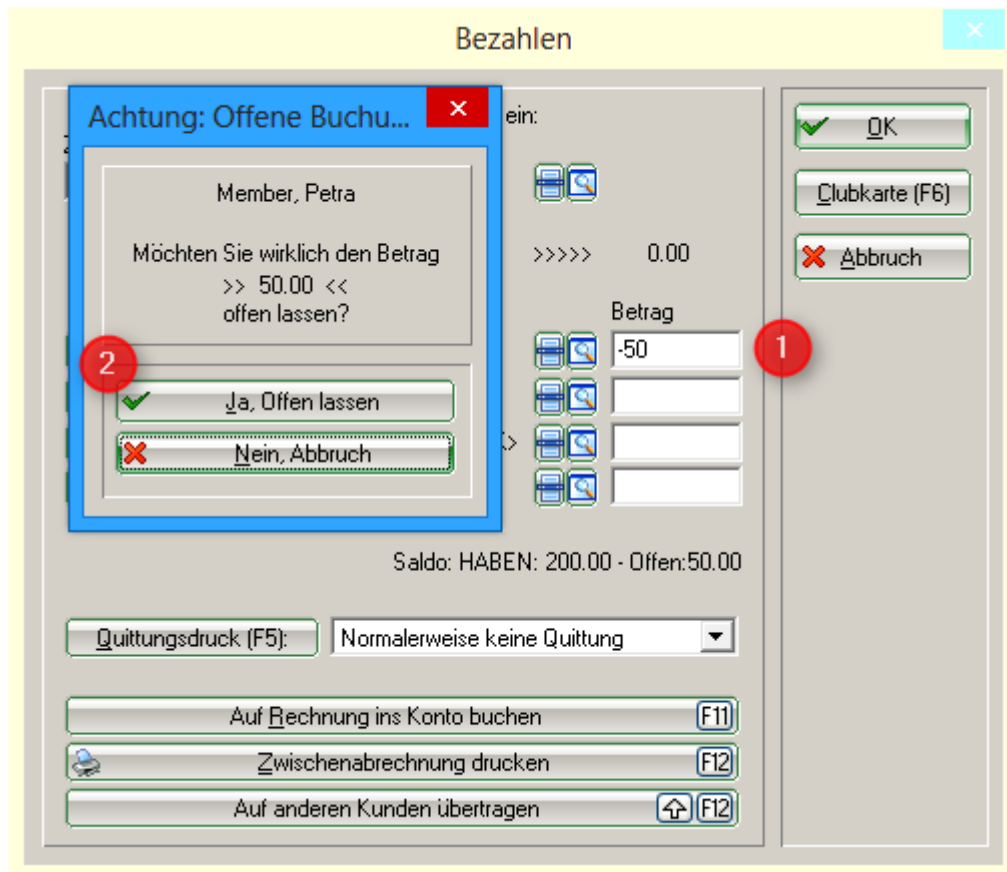 Bezahlen
Achtung: Offene Buchu...
ein:
Member, Petra
Möchten Sie wirklich den Betrag
>> 50.00 <<
offen lassen?
2
Ja, Offen lassen
Nein, Abbruch
>>>>> 0.00
Betrag
-50
1
>
Saldo: HABEN: 200.00 - Offen:50.00
Quittungsdruck (F5):
Normalerweise keine Quittung
Auf Rechnung ins Konto buchen F11
Zwischenabrechnung drucken F12
Auf anderen Kunden übertragen F12
OK
Clubkarte (F6)
Abbruch